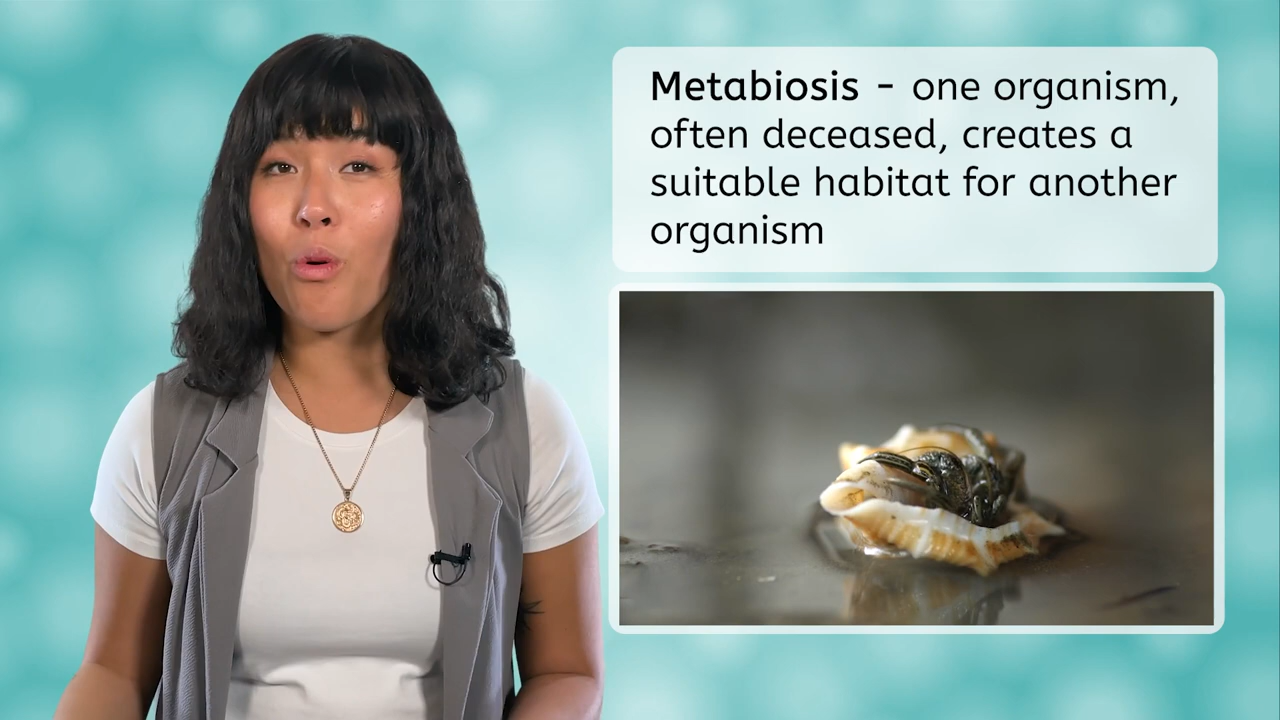 Metabiosis - one organism,
often deceased, creates a
suitable habitat for another
organism